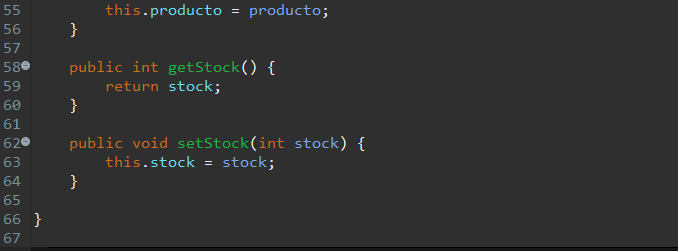 55 this.producto = producto;
56 }
57
58 public int getStock() {
59 return stock;
60 }
61
62 public void setStock(int stock) {
63 this.stock = stock;
64 }
65
66 }
67